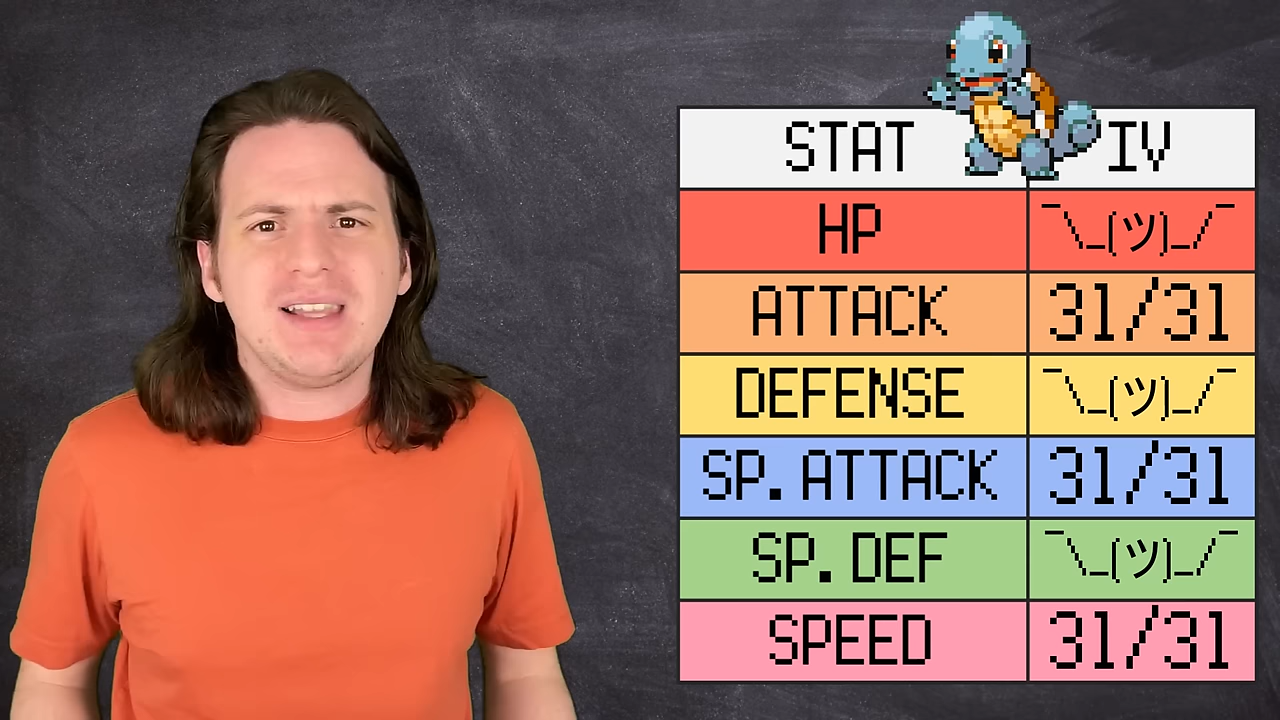 STAT IV
HP ¯\_(ツ)_/¯
ATTACK 31/31
DEFENSE ¯\_(ツ)_/¯
SP. ATTACK 31/31
SP. DEF ¯\_(ツ)_/¯
SPEED 31/31